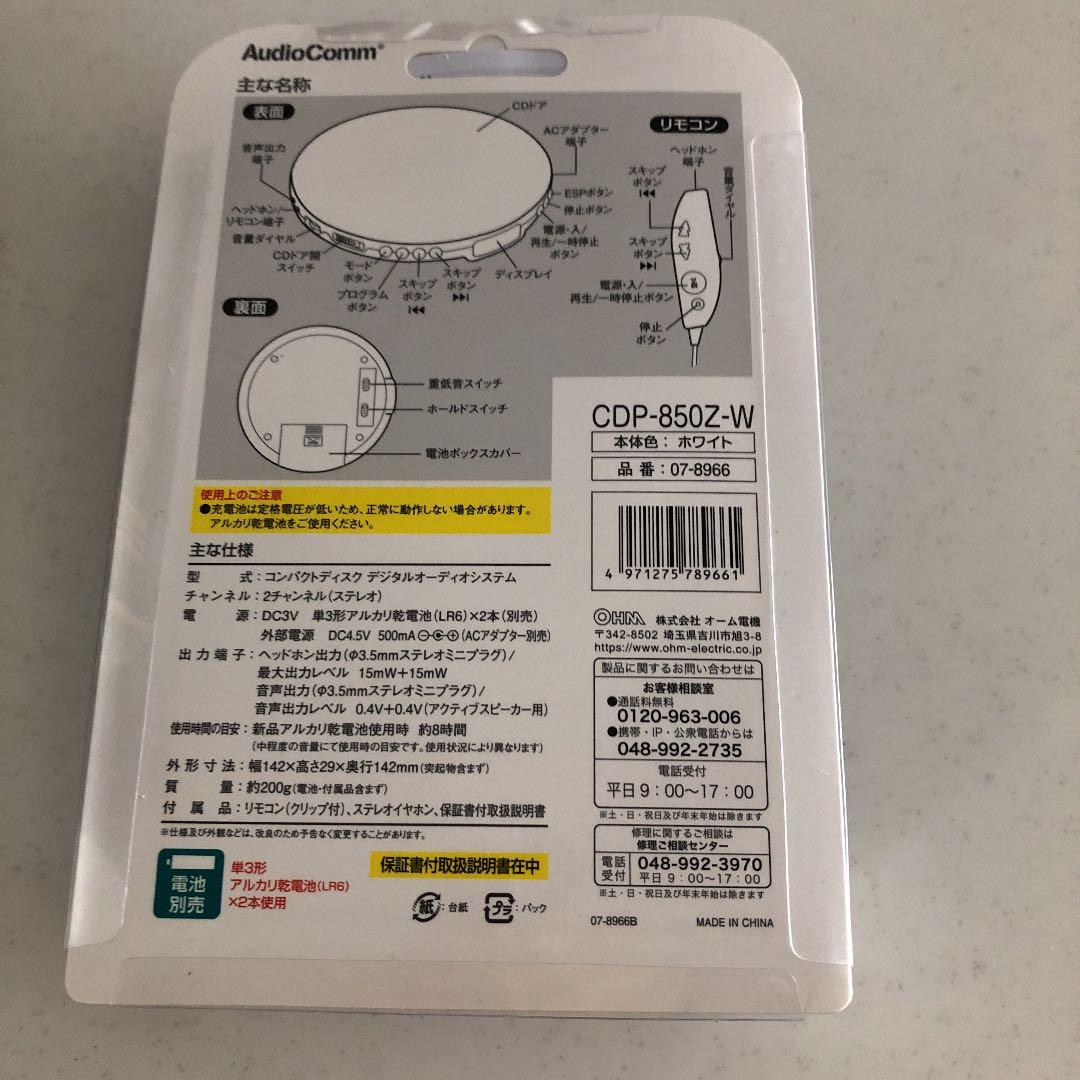 AudioComm®
主な名称
表面
CDドア
ACアダプター
端子
音声出力
端子
ESPボタン
停止ボタン
ヘッドホン/
リモコン端子
電源・入/
再生/一時停止
ボタン
音量ダイヤル
CDドア開
スイッチ
モード
ボタン
プログラム
ボタン
スキップ
ボタン
⏮
スキップ
ボタン
⏭
ディスプレイ
リモコン
ヘッドホン
端子
スキップ
ボタン
⏮
音量ダイヤル
スキップ
ボタン
⏭
電源・入/
再生/一時停止ボタン
停止
ボタン
裏面
重低音スイッチ
ホールドスイッチ
電池ボックスカバー
CDP-850Z-W
本体色：ホワイト
品番：07-8966
4 971275 789661
使用上のご注意
●充電池は定格電圧が低いため、正常に動作しない場合があります。
アルカリ乾電池をご使用ください。
主な仕様
型式：コンパクトディスク デジタルオーディオシステム
チャンネル：2チャンネル(ステレオ)
電源：DC3V 単3形アルカリ乾電池(LR6)×2本(別売)
外部電源 DC4.5V 500mA (ACアダプター別売)
出力端子：ヘッドホン出力(Φ3.5mmステレオミニプラグ)/
最大出力レベル 15mW+15mW
音声出力(Φ3.5mmステレオミニプラグ)/
音声出力レベル 0.4V+0.4V(アクティブスピーカー用)
使用時間の目安：新品アルカリ乾電池使用時 約8時間
(中程度の音量にて使用時の目安です。使用状況により異なります)
外形寸法：幅142×高さ29×奥行142mm(突起物含まず)
質量：約200g(電池・付属品含まず)
付属品：リモコン(クリップ付)、ステレオイヤホン、保証書付取扱説明書
※仕様及び外観などは、改良のため予告なく変更することがあります。
電池
別売
単3形
アルカリ乾電池(LR6)
×2本使用
保証書付取扱説明書在中
紙：台紙
プラ：パック
OHM 株式会社 オーム電機
〒342-8502 埼玉県吉川市旭3-8
https://www.ohm-electric.co.jp
製品に関するお問い合わせは
お客様相談室
●通話料無料
0120-963-006
●携帯・IP・公衆電話からは
048-992-2735
電話受付
平日9：00～17：00
※土・日・祝日及び年末年始は除きます
修理に関するご相談は
修理ご相談センター
電話
受付
048-992-3970
平日 9：00～17：00
※土・日・祝日及び年末年始は除きます
07-8966B
MADE IN CHINA